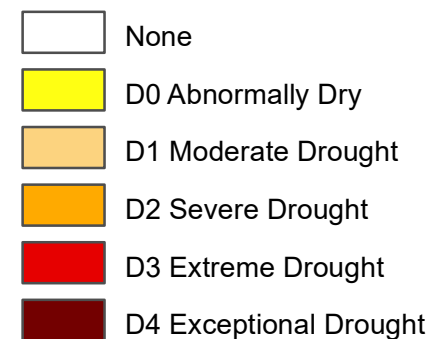 None
D0 Abnormally Dry
D1 Moderate Drought
D2 Severe Drought
D3 Extreme Drought
D4 Exceptional Drought